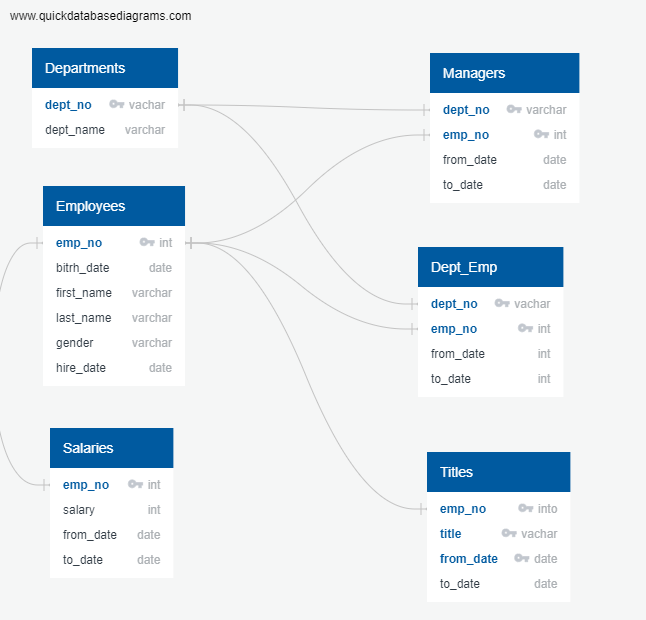 www.quickdatabasediagrams.com
Departments
dept_no vachar
dept_name varchar
Managers
dept_no varchar
emp_no int
from_date date
to_date date
Employees
emp_no int
bitrh_date date
first_name varchar
last_name varchar
gender varchar
hire_date date
Dept_Emp
dept_no vachar
emp_no int
from_date int
to_date int
Salaries
emp_no int
salary int
from_date date
to_date date
Titles
emp_no into
title vachar
from_date date
to_date date